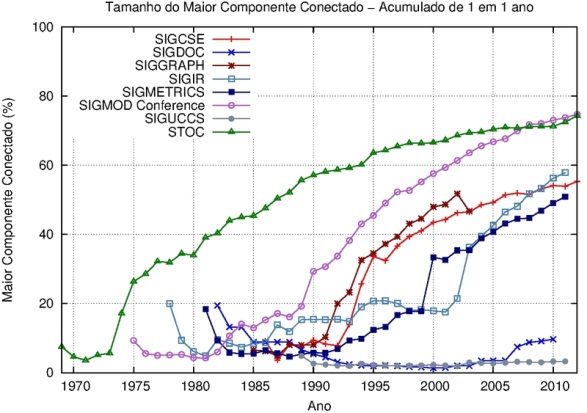 Tamanho do Maior Componente Conectado – Acumulado de 1 em 1 ano
100
80
60
40
20
0
Maior Componente Conectado (%)
SIGCSE
SIGDOC
SIGGRAPH
SIGIR
SIGMETRICS
SIGMOD Conference
SIGUCCS
STOC
1970 1975 1980 1985 1990 1995 2000 2005 2010
Ano